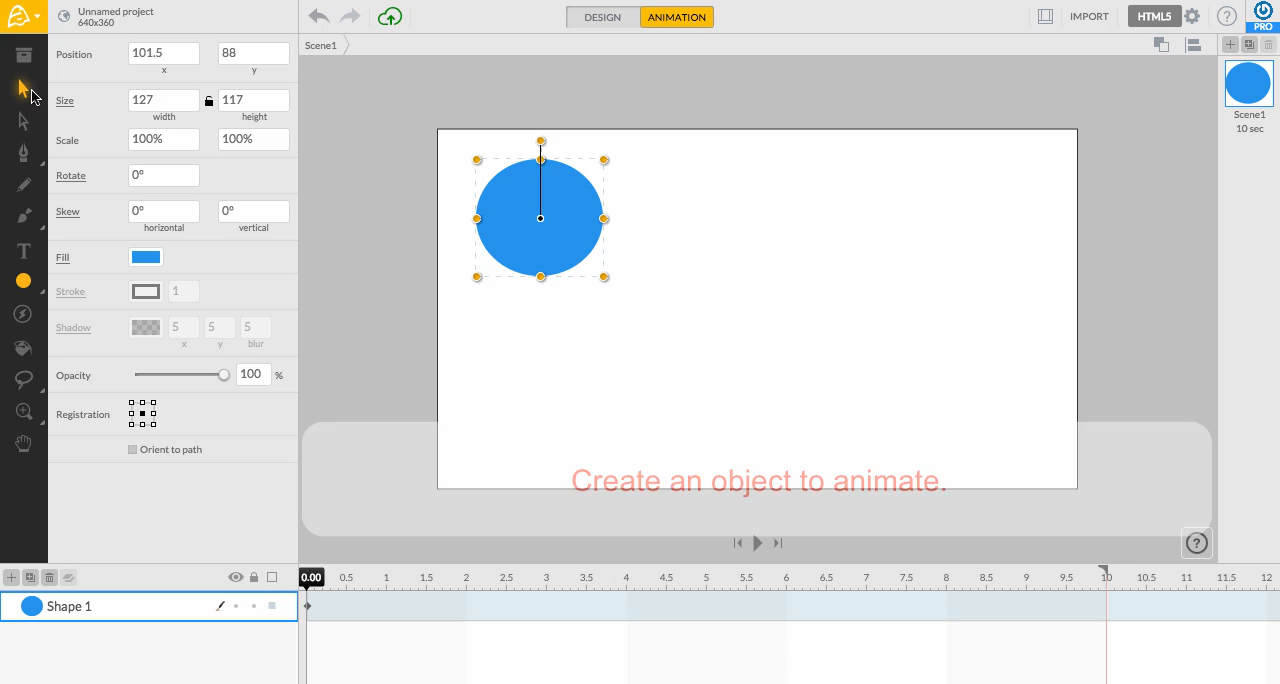 Unnamed project
640x360
DESIGN
ANIMATION
IMPORT
HTML5
?
PRO
Position
101.5
88
x
y
Scene1
Size
127
117
width
height
Scale
100%
100%
Rotate
0°
Skew
0°
0°
horizontal
vertical
Fill
Stroke
1
Shadow
5
5
5
x
y
blur
Opacity
100
%
Registration
Orient to path
Scene1
10 sec
Create an object to animate.
?
0.00 0.5 1 1.5 2 2.5 3 3.5 4 4.5 5 5.5 6 6.5 7 7.5 8 8.5 9 9.5 10 10.5 11 11.5 12
Shape 1